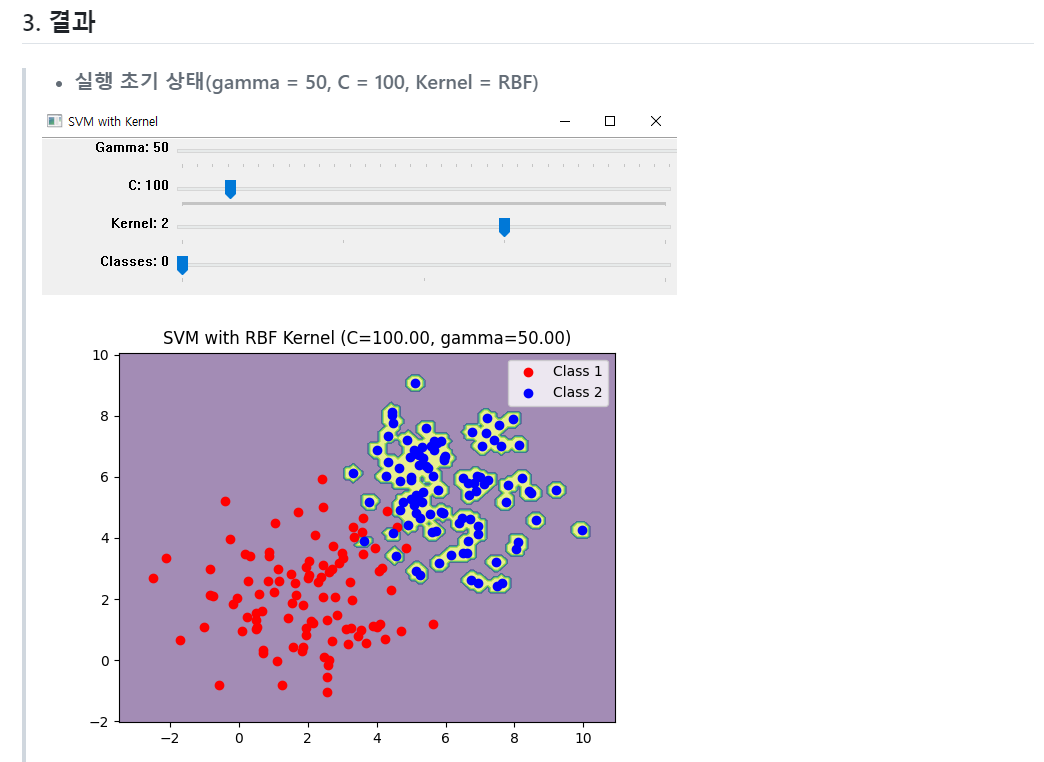 3. 결과
실행 초기 상태(gamma = 50, C = 100, Kernel = RBF)
SVM with Kernel
Gamma: 50
C: 100
Kernel: 2
Classes: 0
SVM with RBF Kernel (C=100.00, gamma=50.00)
Class 1
Class 2
10
8
6
4
2
0
−2
−2 0 2 4 6 8 10